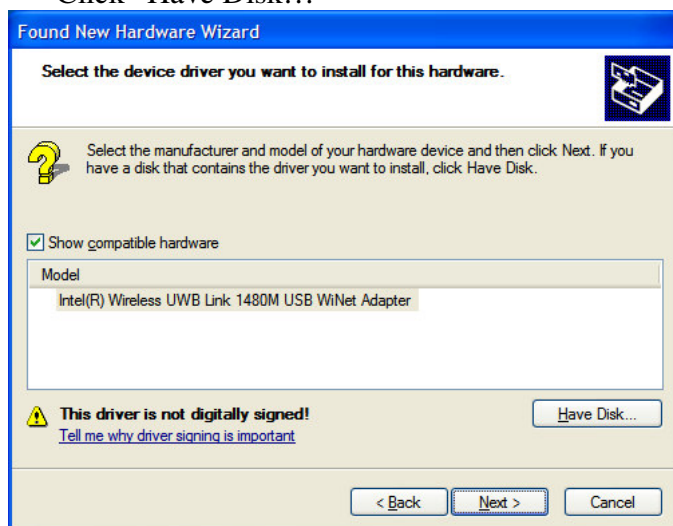 Click "Have Disk…
Found New Hardware Wizard
Select the device driver you want to install for this hardware.
Select the manufacturer and model of your hardware device and then click Next. If you
have a disk that contains the driver you want to install, click Have Disk.
Show compatible hardware
Model
Intel(R) Wireless UWB Link 1480M USB WiNet Adapter
This driver is not digitally signed!
Have Disk...
Tell me why driver signing is important
< Back
Next >
Cancel